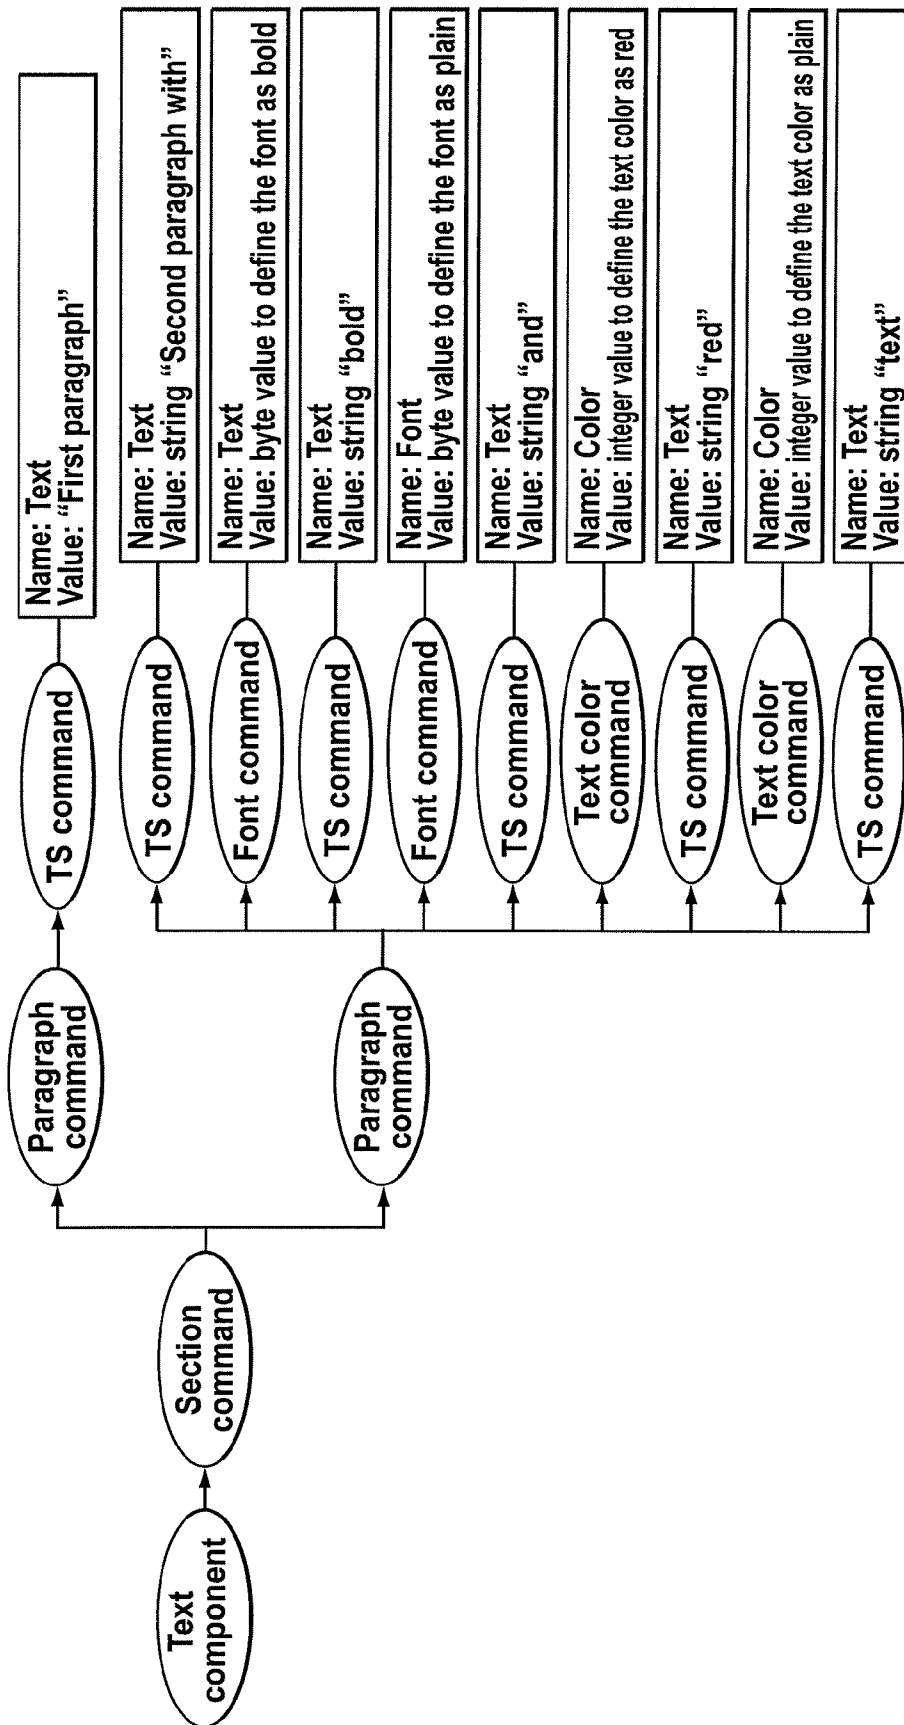 Text
component
Section
command
Paragraph
command
TS command
Name: Text
Value: “First paragraph”
Paragraph
command
TS command
Name: Text
Value: string “Second paragraph with”
Font command
Name: Text
Value: byte value to define the font as bold
TS command
Name: Text
Value: string “bold”
Font command
Name: Font
Value: byte value to define the font as plain
TS command
Name: Text
Value: string “and”
Text color
command
Name: Color
Value: integer value to define the text color as red
TS command
Name: Text
Value: string “red”
Text color
command
Name: Color
Value: integer value to define the text color as plain
TS command
Name: Text
Value: string “text”